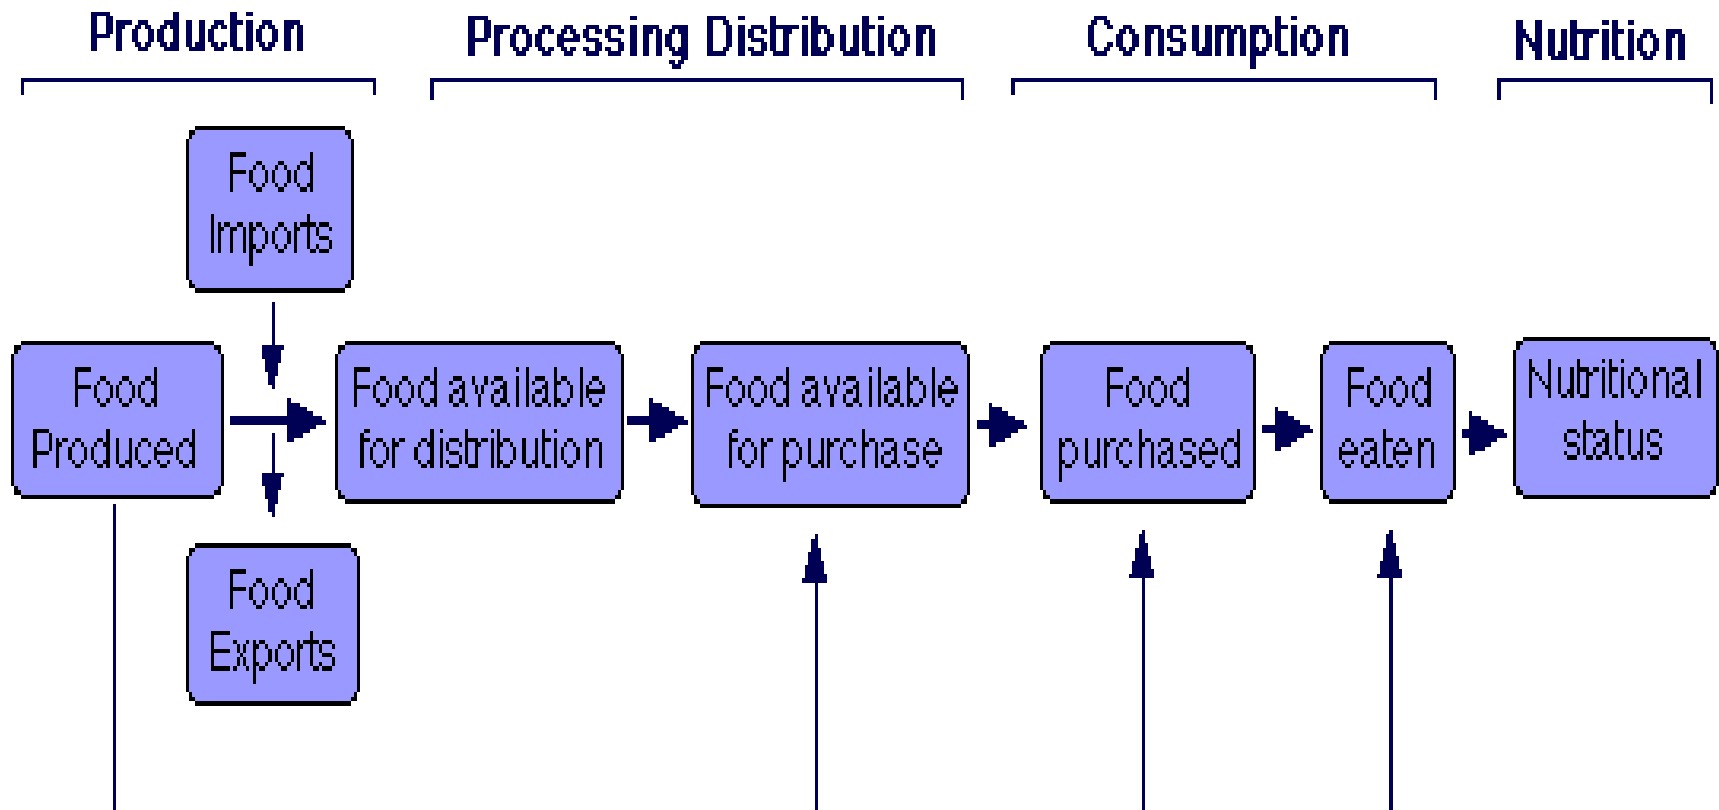 Production
Processing Distribution
Consumption
Nutrition
Food
Imports
Food
Produced
Food available
for distribution
Food available
for purchase
Food
purchased
Food
eaten
Nutritional
status
Food
Exports